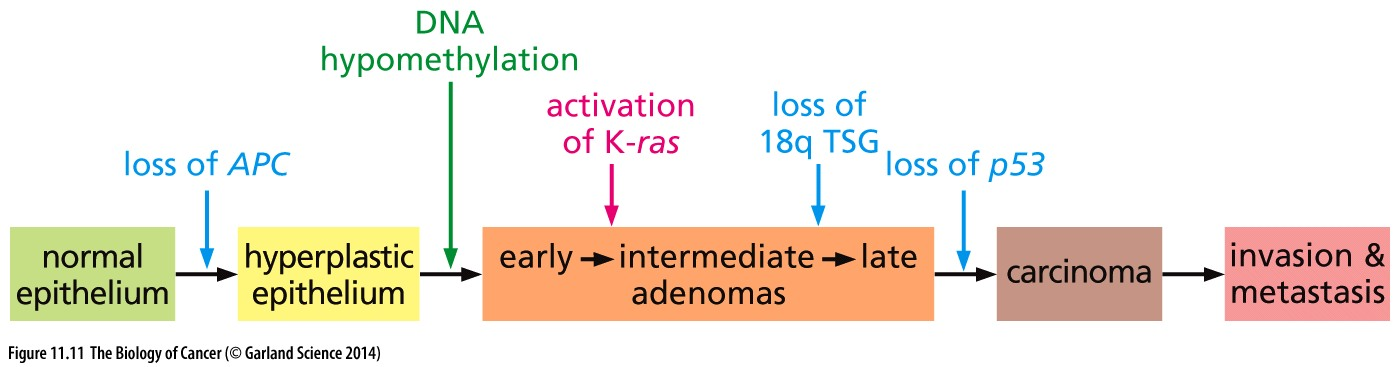 DNA
hypomethylation
activation
of K-ras
loss of
18q TSG
loss of APC
loss of p53
normal
epithelium
hyperplastic
epithelium
early
intermediate
late
adenomas
carcinoma
invasion &
metastasis
Figure 11.11 The Biology of Cancer (© Garland Science 2014)